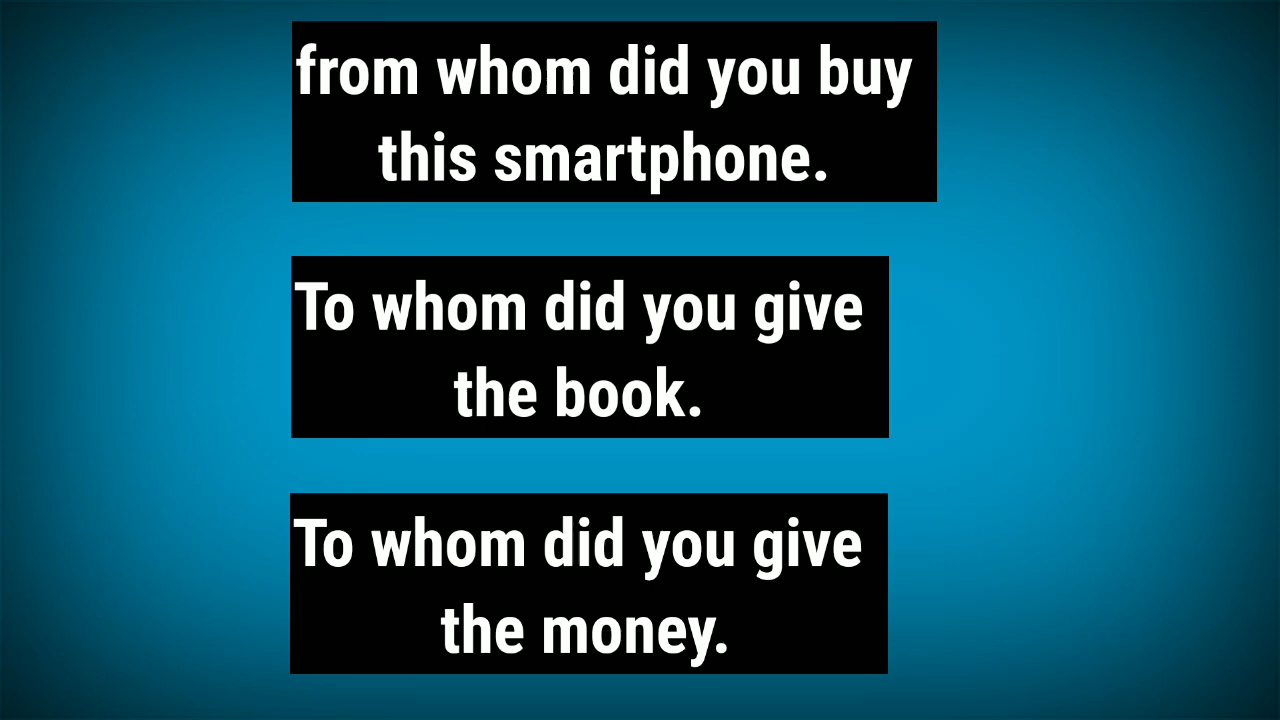 from whom did you buy
this smartphone.
To whom did you give
the book.
To whom did you give
the money.